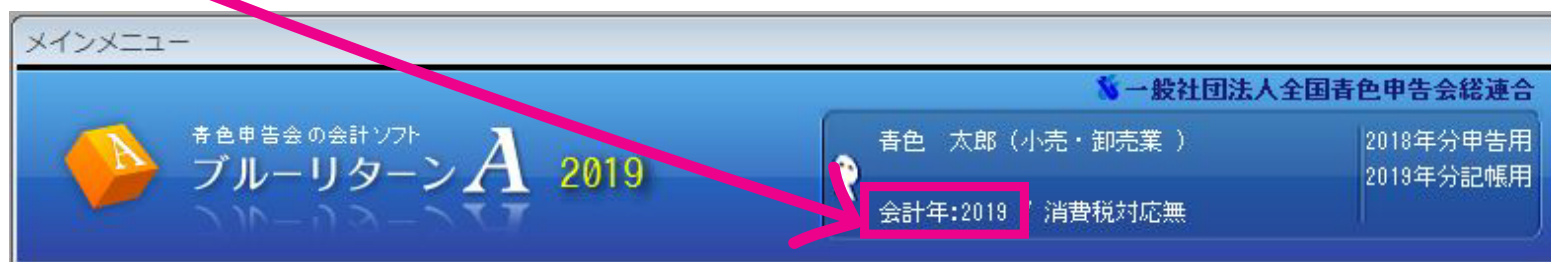 メインメニュー
一般社団法人全国青色申告会総連合
青色申告会の会計ソフト
ブルーリターンA 2019
青色 太郎（小売・卸売業 ）
2018年分申告用
2019年分記帳用
会計年:2019 / 消費税対応無